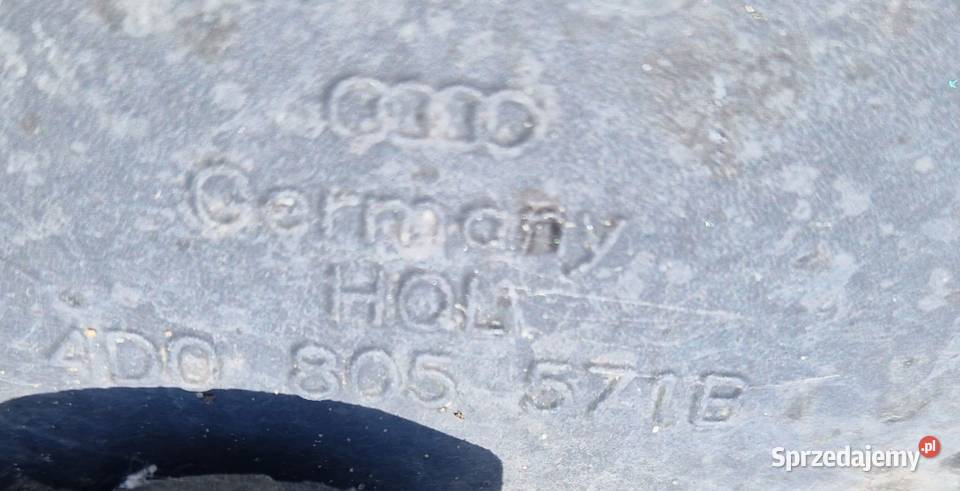 Germany
HOL
4D0 805 571B
Sprzedajemy.pl